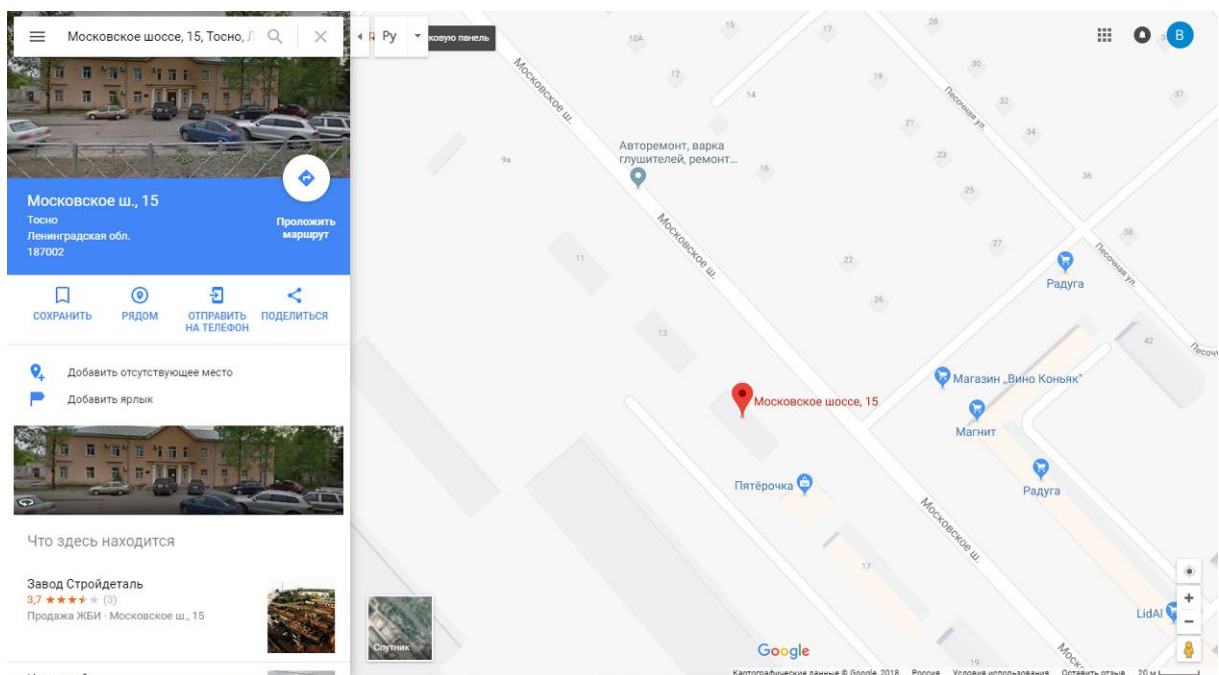 Московское шоссе, 15, Тосно, Л
Ру
ковую панель
В
Московское ш., 15
Тосно
Ленинградская обл.
187002
Проложить
маршрут
СОХРАНИТЬ
РЯДОМ
ОТПРАВИТЬ
НА ТЕЛЕФОН
ПОДЕЛИТЬСЯ
Добавить отсутствующее место
Добавить ярлык
Что здесь находится
Завод Стройдеталь
3,7 (3)
Продажа ЖБИ · Московское ш., 15
10А
15
17
28
12
14
19
30
32
37
Московское ш.
Песочная ул.
21
34
Авторемонт, варка
глушителей, ремонт...
9а
16
23
25
36
Московское ш.
11
22
27
38
Песочная ул.
Радуга
26
13
42
Песоч
Магазин „Вино Коньяк"
Московское шоссе, 15
Магнит
Пятёрочка
Радуга
Московское ш.
17
LidAl
Спутник
Google
19
Моск
Картографические данные © Google, 2018
Россия
Условия использования
Оставить отзыв
20 м